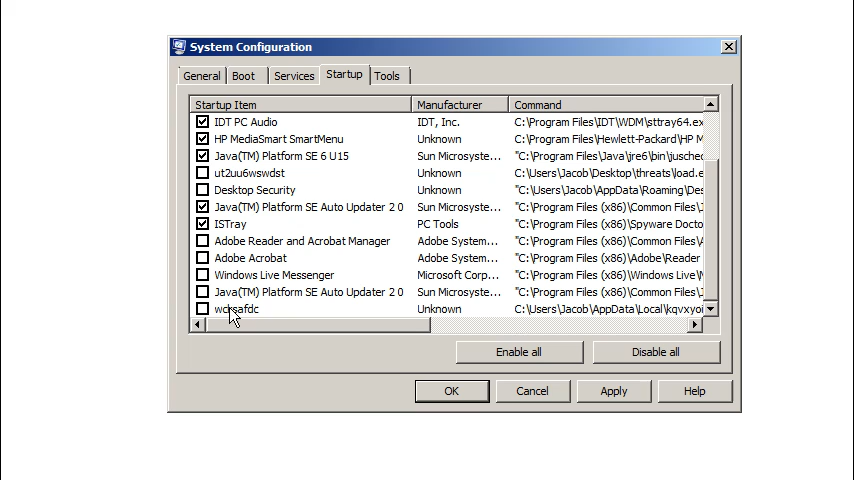 System Configuration
General Boot Services Startup Tools
Startup Item Manufacturer Command
IDT PC Audio IDT, Inc. C:\Program Files\IDT\WDM\sttray64.ex
HP MediaSmart SmartMenu Unknown C:\Program Files\Hewlett-Packard\HP M
Java(TM) Platform SE 6 U15 Sun Microsyste... "C:\Program Files\Java\jre6\bin\jusched
ut2uu6wswdst Unknown C:\Users\Jacob\Desktop\threats\load.e
Desktop Security Unknown "C:\Users\Jacob\AppData\Roaming\Des
Java(TM) Platform SE Auto Updater 2 0 Sun Microsyste... "C:\Program Files (x86)\Common Files\J
ISTray PC Tools "C:\Program Files (x86)\Spyware Docto
Adobe Reader and Acrobat Manager Adobe System... "C:\Program Files (x86)\Common Files\A
Adobe Acrobat Adobe System... "C:\Program Files (x86)\Adobe\Reader
Windows Live Messenger Microsoft Corp... "C:\Program Files (x86)\Windows Live\M
Java(TM) Platform SE Auto Updater 2 0 Sun Microsyste... "C:\Program Files (x86)\Common Files\J
Unknown C:\Users\Jacob\AppData\Local\kqvxyoi
Enable all Disable all
OK Cancel Apply Help